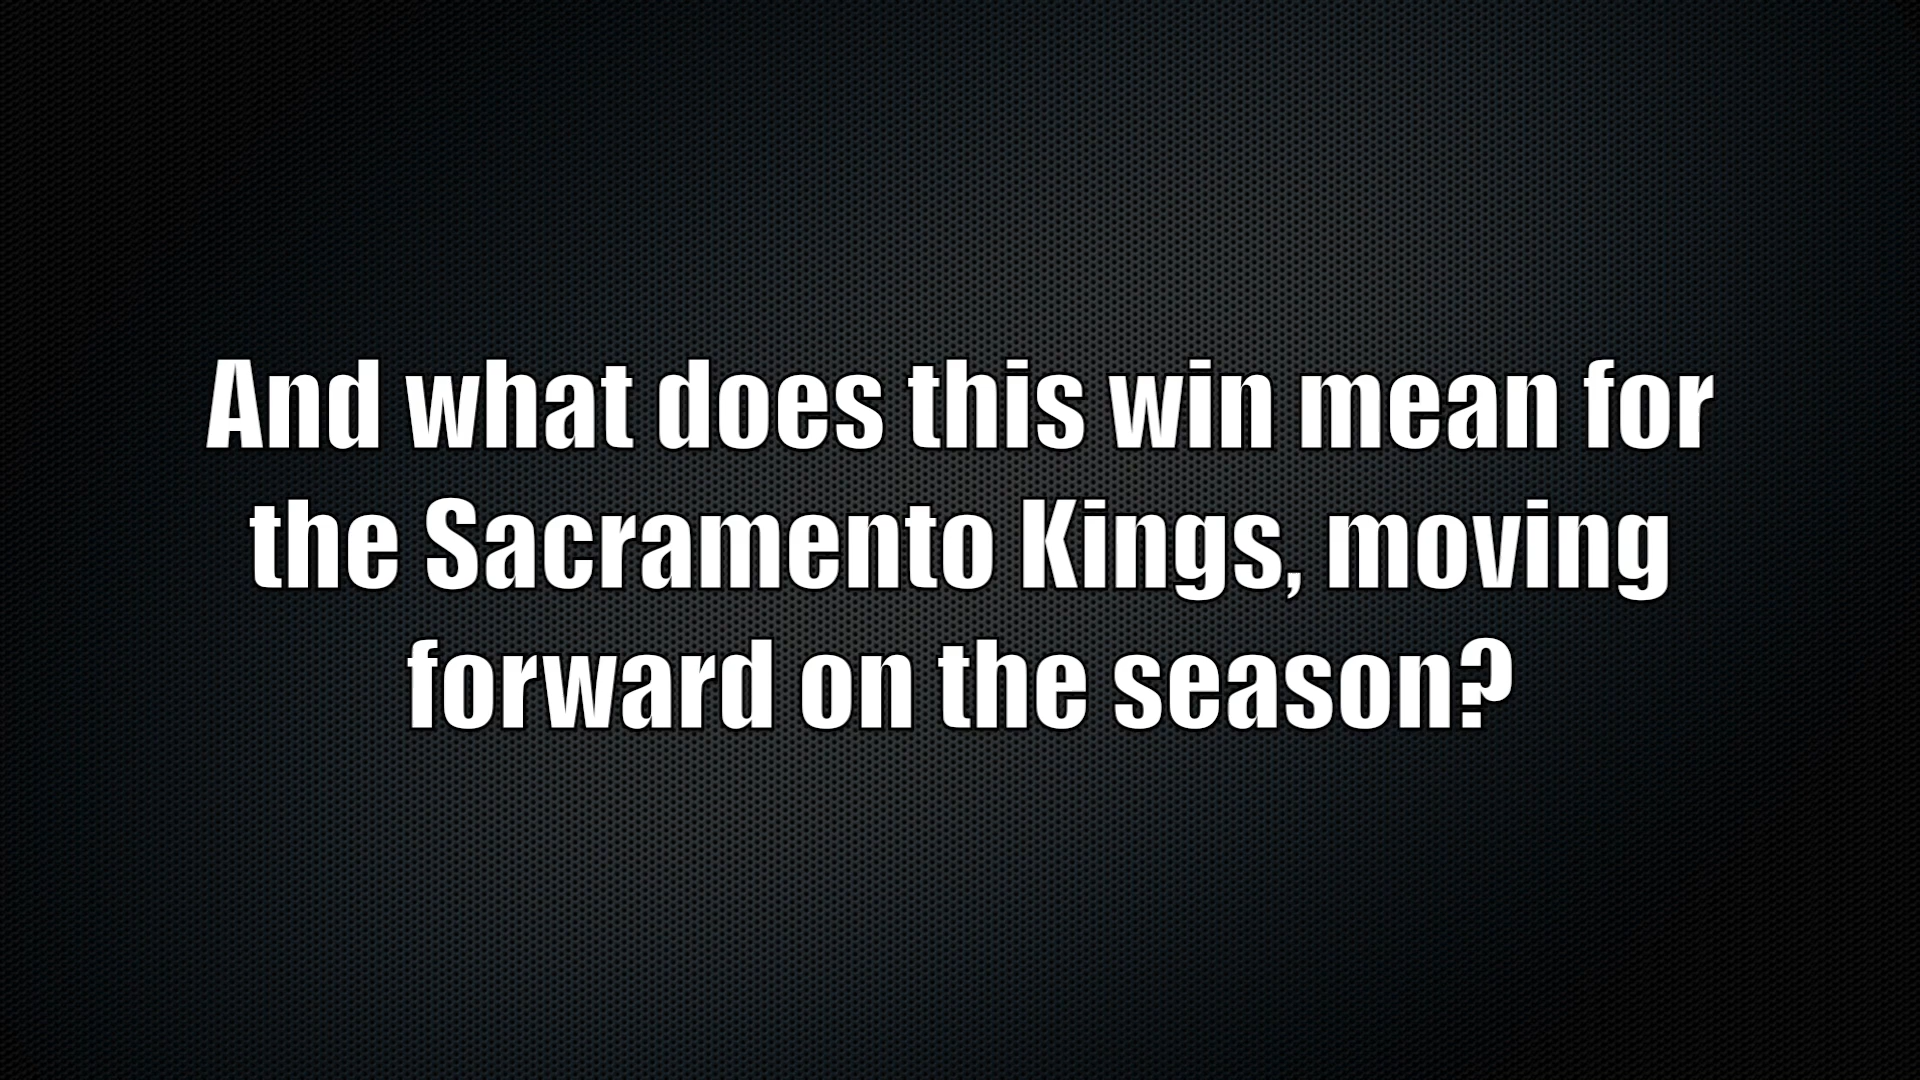 And what does this win mean for
the Sacramento Kings, moving
forward on the season?